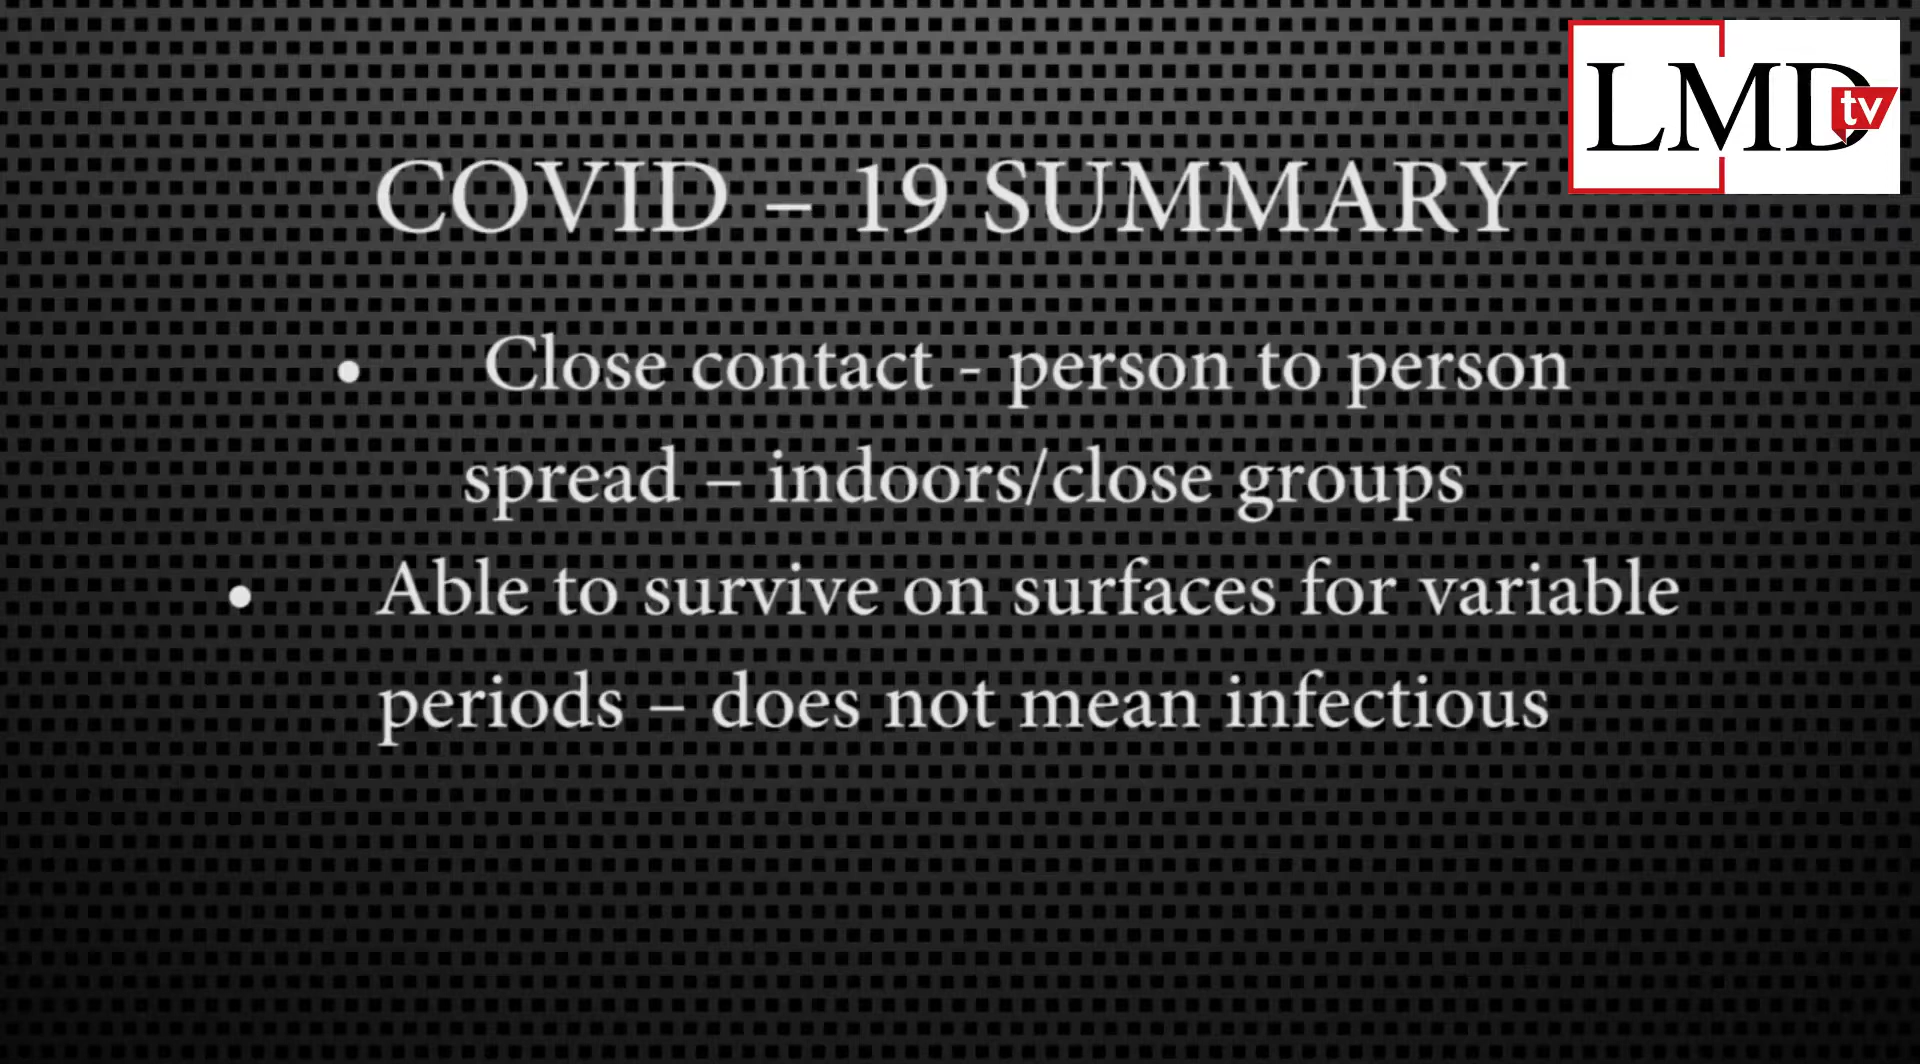 LMD tv
COVID – 19 SUMMARY
• Close contact - person to person
spread – indoors/close groups
• Able to survive on surfaces for variable
periods – does not mean infectious